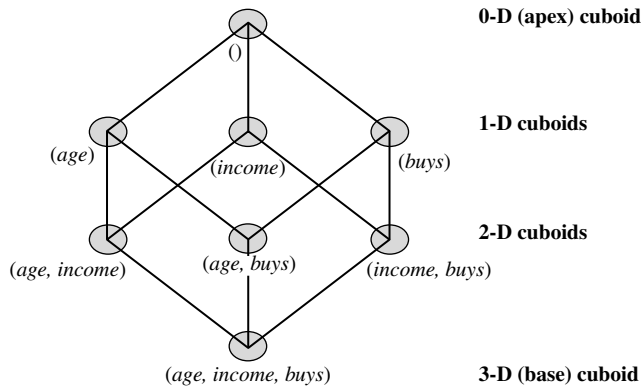 0-D (apex) cuboid
()
1-D cuboids
(age)
(income)
(buys)
2-D cuboids
(age, income)
(age, buys)
(income, buys)
(age, income, buys)
3-D (base) cuboid